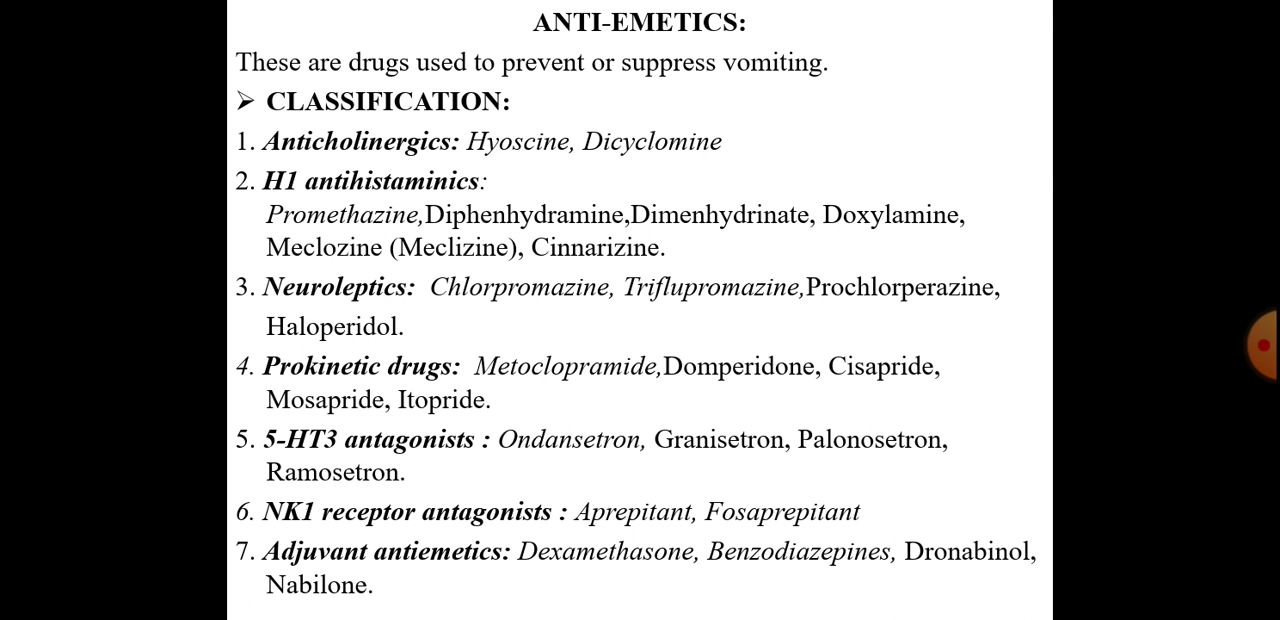 ANTI-EMETICS:
These are drugs used to prevent or suppress vomiting.
➢ CLASSIFICATION:
1. Anticholinergics: Hyoscine, Dicyclomine
2. H1 antihistaminics:
Promethazine,Diphenhydramine,Dimenhydrinate, Doxylamine,
Meclozine (Meclizine), Cinnarizine.
3. Neuroleptics: Chlorpromazine, Triflupromazine,Prochlorperazine,
Haloperidol.
4. Prokinetic drugs: Metoclopramide,Domperidone, Cisapride,
Mosapride, Itopride.
5. 5-HT3 antagonists : Ondansetron, Granisetron, Palonosetron,
Ramosetron.
6. NK1 receptor antagonists : Aprepitant, Fosaprepitant
7. Adjuvant antiemetics: Dexamethasone, Benzodiazepines, Dronabinol,
Nabilone.